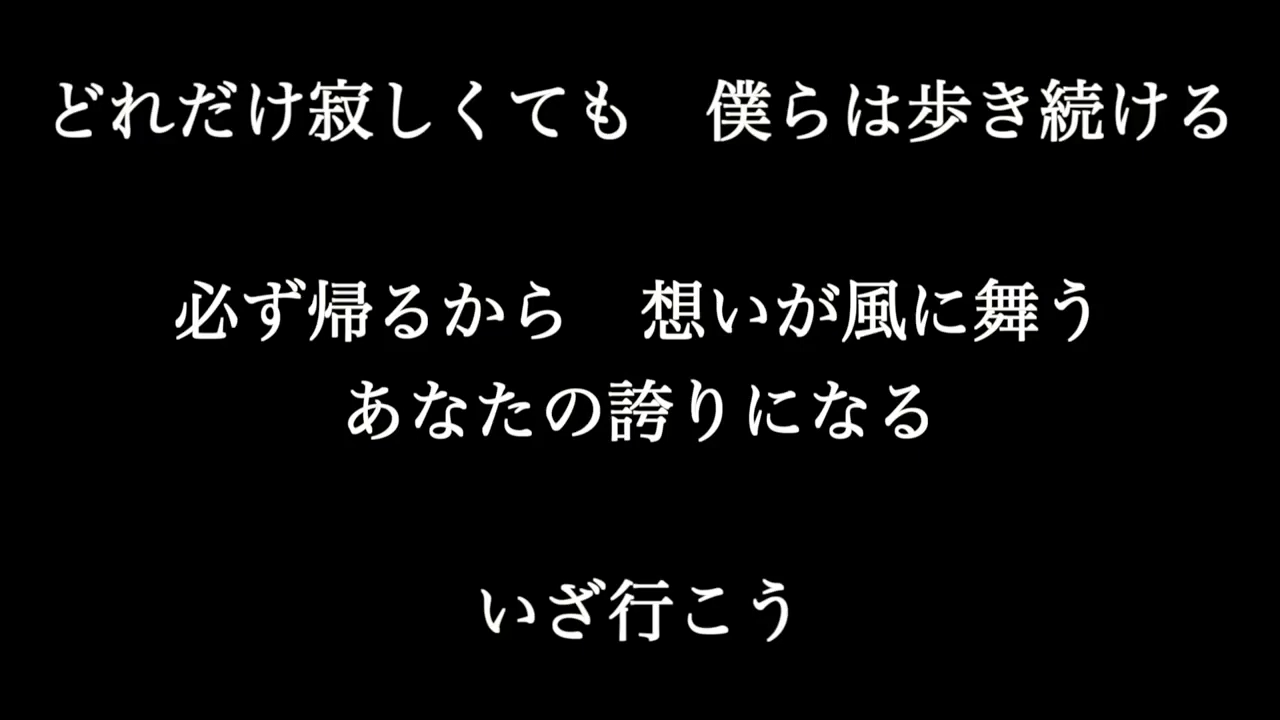 どれだけ寂しくても　僕らは歩き続ける
必ず帰るから　想いが風に舞う
あなたの誇りになる
いざ行こう